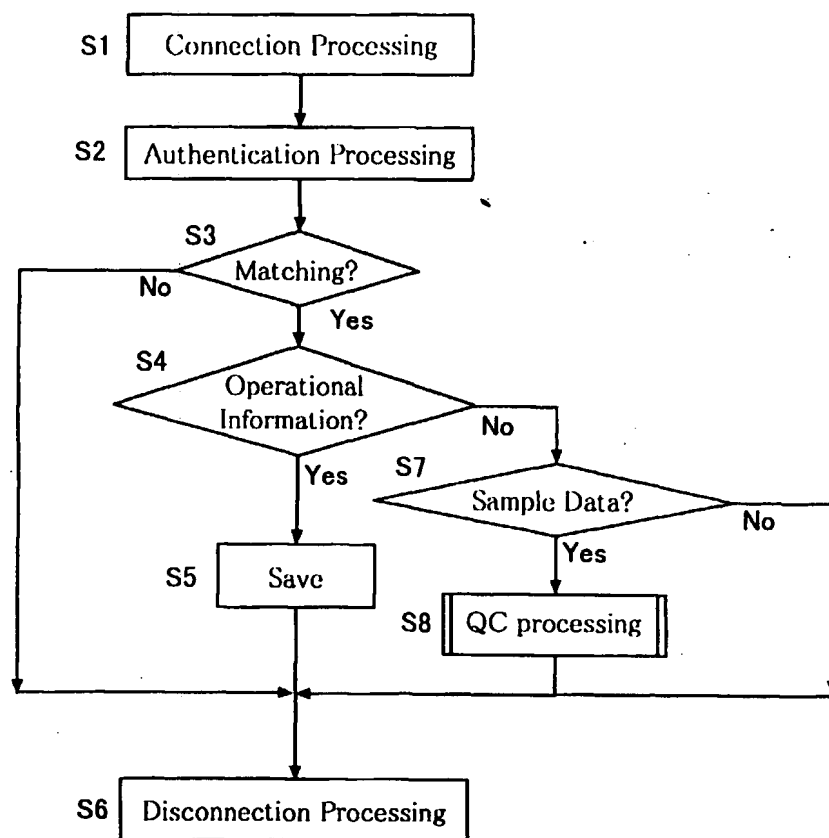 S1 Connection Processing
S2 Authentication Processing
S3
Matching?
No
Yes
S4
Operational
Information?
No
Yes
S7
Sample Data?
No
Yes
S5 Save
S8 QC processing
S6 Disconnection Processing